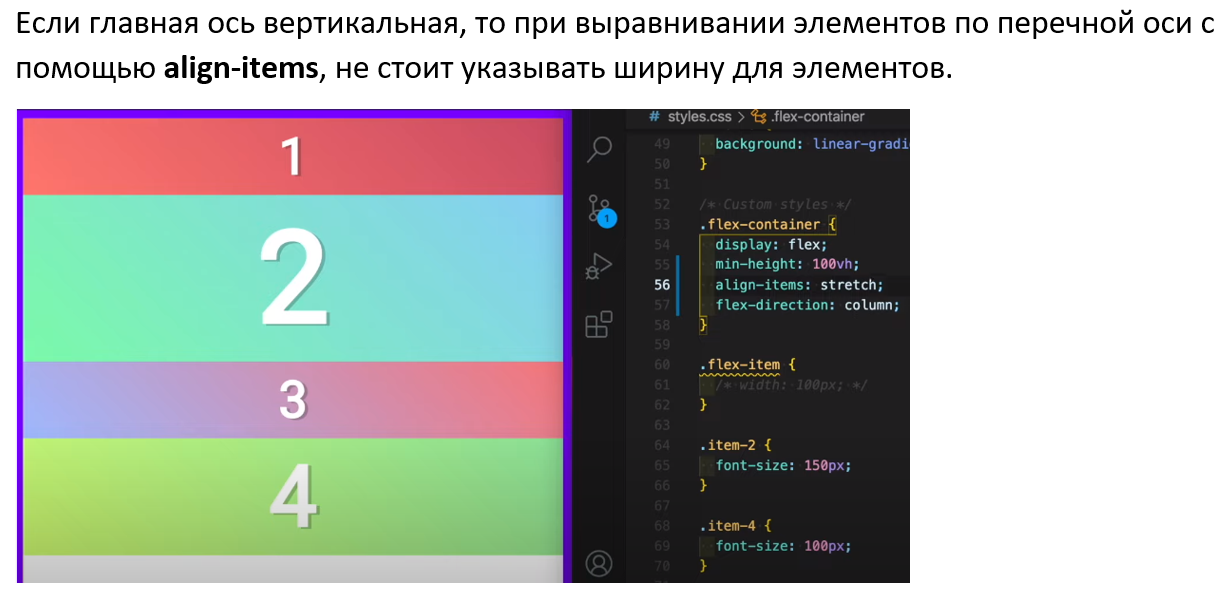 Если главная ось вертикальная, то при выравнивании элементов по перечной оси с
помощью align-items, не стоит указывать ширину для элементов.
1
2
3
4
1
# styles.css > .flex-container
49 background: linear-gradi
50 }
51
52 /* Custom styles */
53 .flex-container {
54 display: flex;
55 min-height: 100vh;
56 align-items: stretch;
57 flex-direction: column;
58 }
59
60 .flex-item {
61 /* width: 100px; */
62 }
63
64 .item-2 {
65 font-size: 150px;
66 }
67
68 .item-4 {
69 font-size: 100px;
70 }